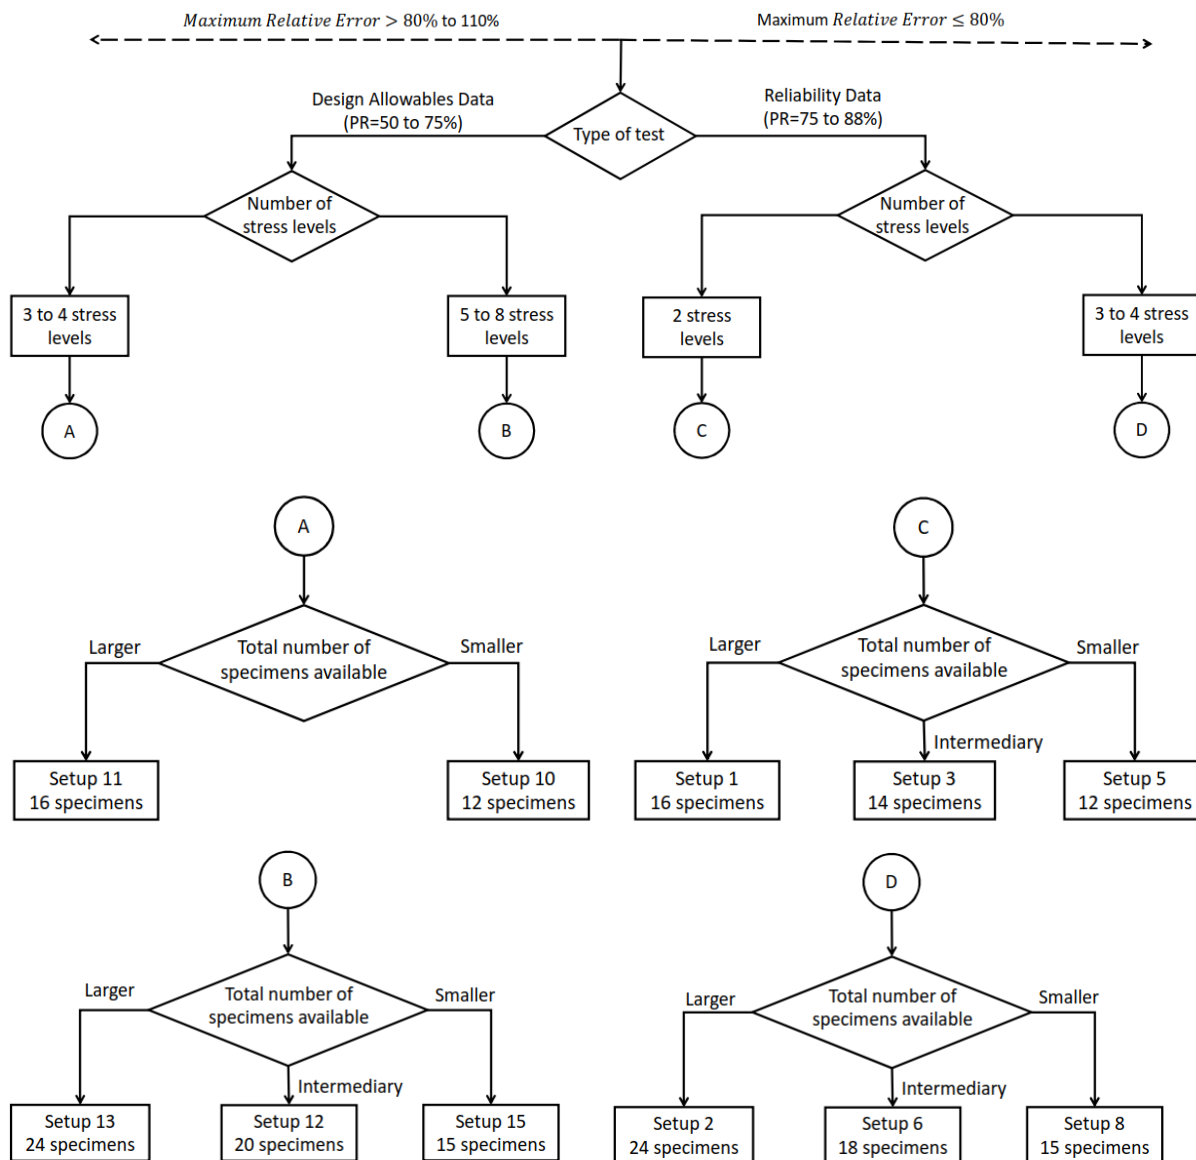 Maximum Relative Error > 80% to 110%
Maximum Relative Error ≤ 80%
Design Allowables Data
(PR=50 to 75%)
Type of test
Reliability Data
(PR=75 to 88%)
Number of
stress levels
Number of
stress levels
3 to 4 stress
levels
5 to 8 stress
levels
2 stress
levels
3 to 4 stress
levels
A
B
C
D
A
Larger
Total number of
specimens available
Smaller
Setup 11
16 specimens
Setup 10
12 specimens
C
Larger
Total number of
specimens available
Smaller
Intermediary
Setup 1
16 specimens
Setup 3
14 specimens
Setup 5
12 specimens
B
Larger
Total number of
specimens available
Smaller
Intermediary
Setup 13
24 specimens
Setup 12
20 specimens
Setup 15
15 specimens
D
Larger
Total number of
specimens available
Smaller
Intermediary
Setup 2
24 specimens
Setup 6
18 specimens
Setup 8
15 specimens